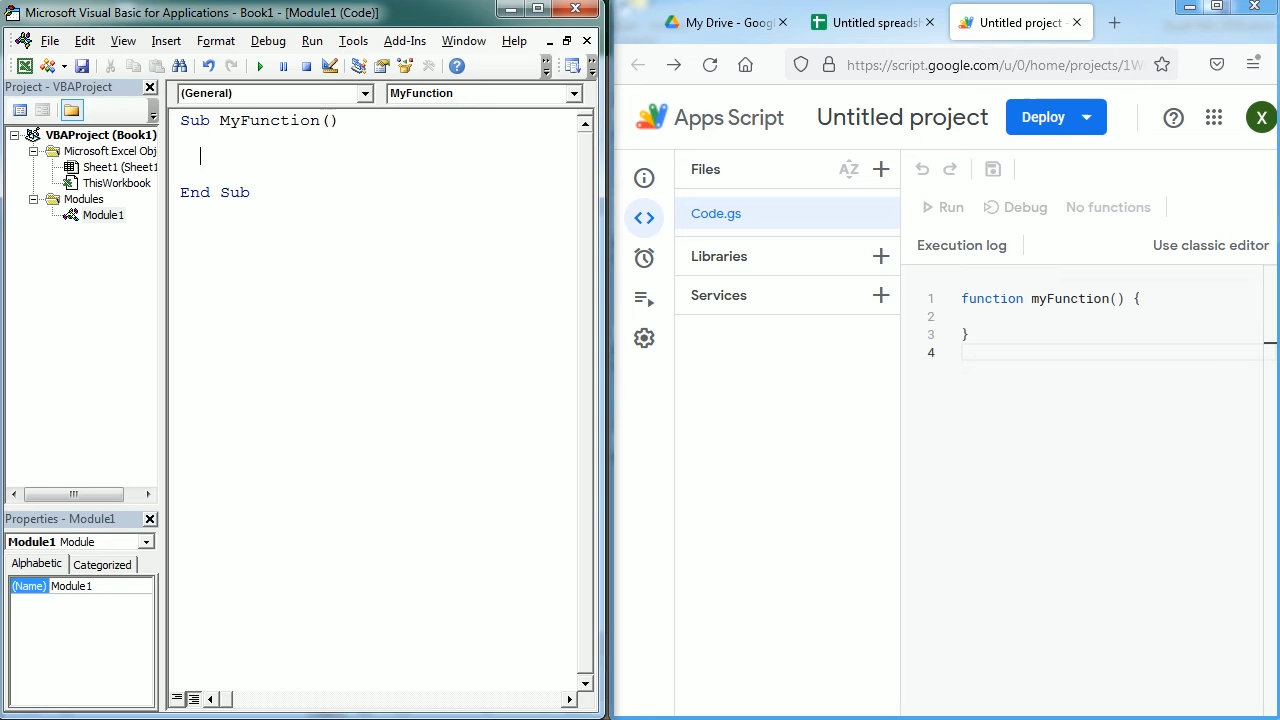 Microsoft Visual Basic for Applications - Book1 - [Module1 (Code)]
File Edit View Insert Format Debug Run Tools Add-Ins Window Help
Project - VBAProject
VBAProject (Book1)
Microsoft Excel Obj
Sheet1 (Sheet1
ThisWorkbook
Modules
Module1
Properties - Module1
Module1 Module
Alphabetic Categorized
(Name) Module1
(General) MyFunction
Sub MyFunction()
End Sub
My Drive - Goog
Untitled spreads
Untitled project -
https://script.google.com/u/0/home/projects/1W
Apps Script Untitled project Deploy X
Files AZ
Code.gs
Libraries
Services
Run Debug No functions
Execution log Use classic editor
1 function myFunction() {
2
3 }
4